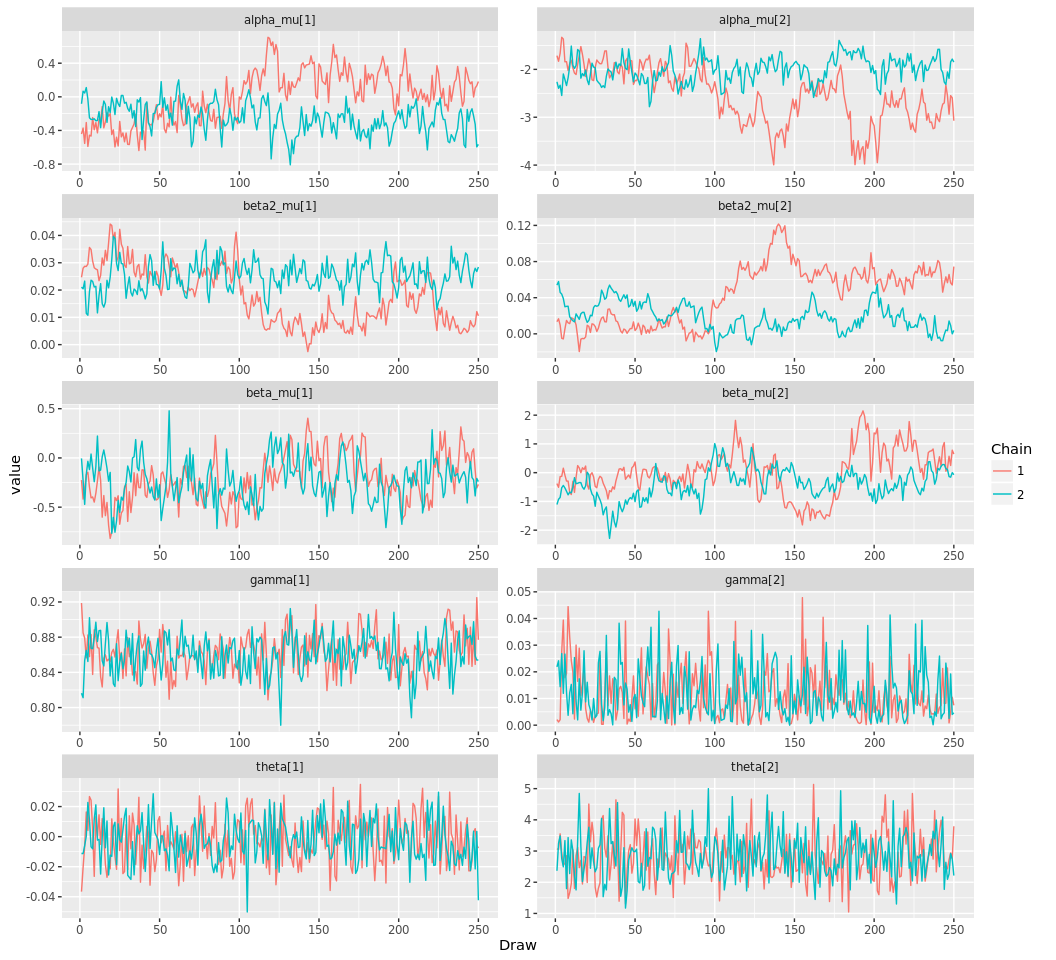 alpha_mu[1]
alpha_mu[2]
0.4
0.0
-0.4
-0.8
0 50 100 150 200 250
-2
-3
-4
0 50 100 150 200 250
beta2_mu[1]
beta2_mu[2]
0.04
0.03
0.02
0.01
0.00
0 50 100 150 200 250
0.12
0.08
0.04
0.00
0 50 100 150 200 250
beta_mu[1]
beta_mu[2]
0.5
0.0
-0.5
0 50 100 150 200 250
2
1
0
-1
-2
0 50 100 150 200 250
gamma[1]
gamma[2]
0.92
0.88
0.84
0.80
0 50 100 150 200 250
0.05
0.04
0.03
0.02
0.01
0.00
0 50 100 150 200 250
theta[1]
theta[2]
0.02
0.00
-0.02
-0.04
0 50 100 150 200 250
5
4
3
2
1
0 50 100 150 200 250
value
Draw
Chain
1
2